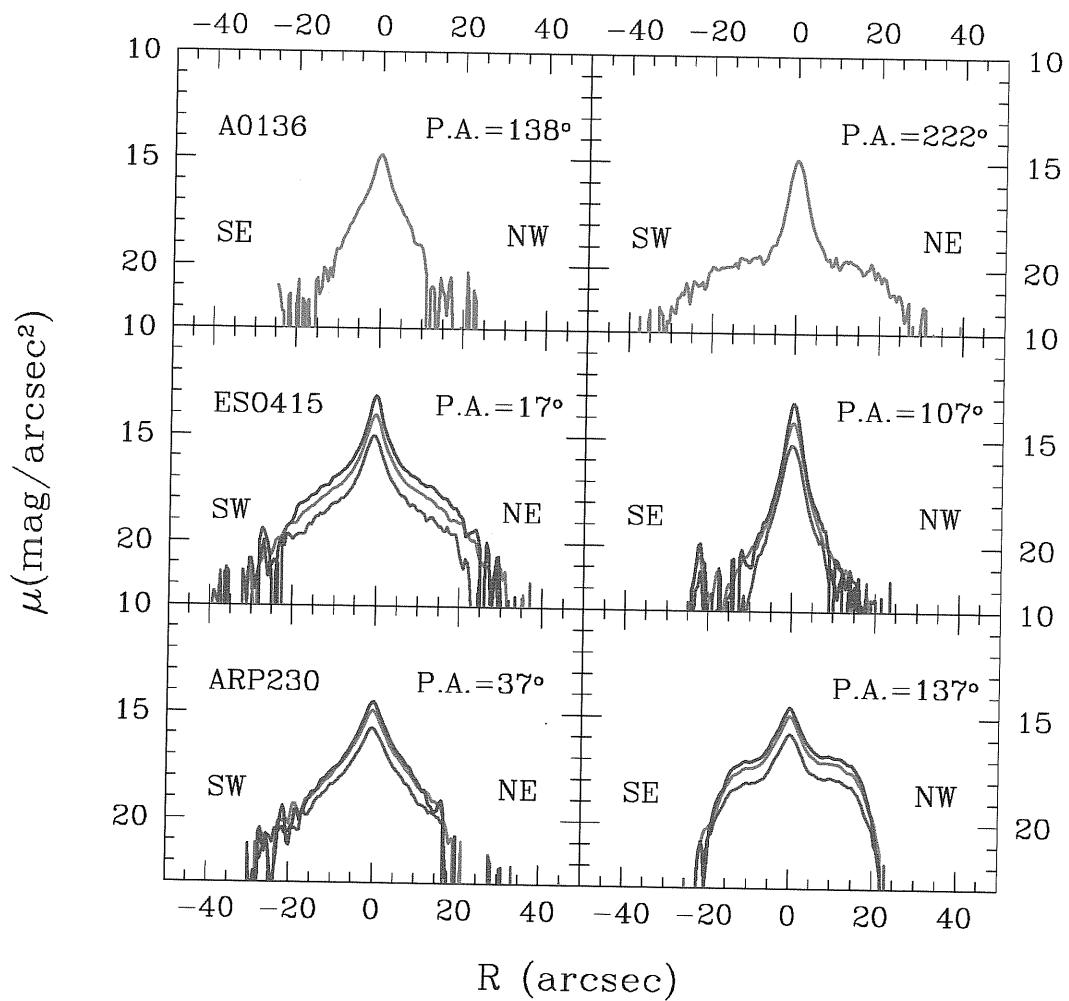 −40 −20 0 20 40 −40 −20 0 20 40
10 10
A0136 P.A.=138° P.A.=222°
15 15
SE NW SW NE
20 20
10 10
ESO415 P.A.=17° P.A.=107°
15 15
SW NE SE NW
20 20
10 10
ARP230 P.A.=37° P.A.=137°
15 15
SW NE SE NW
20 20
−40 −20 0 20 40 −40 −20 0 20 40
μ(mag/arcsec²)
R (arcsec)